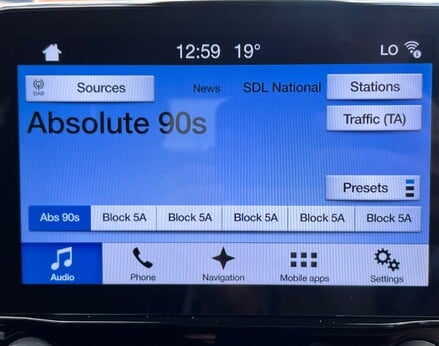 12:59 19° LO
DAB Sources News SDL National Stations
Absolute 90s
Traffic (TA)
Presets
Abs 90s Block 5A Block 5A Block 5A Block 5A Block 5A
Audio Phone Navigation Mobile apps Settings